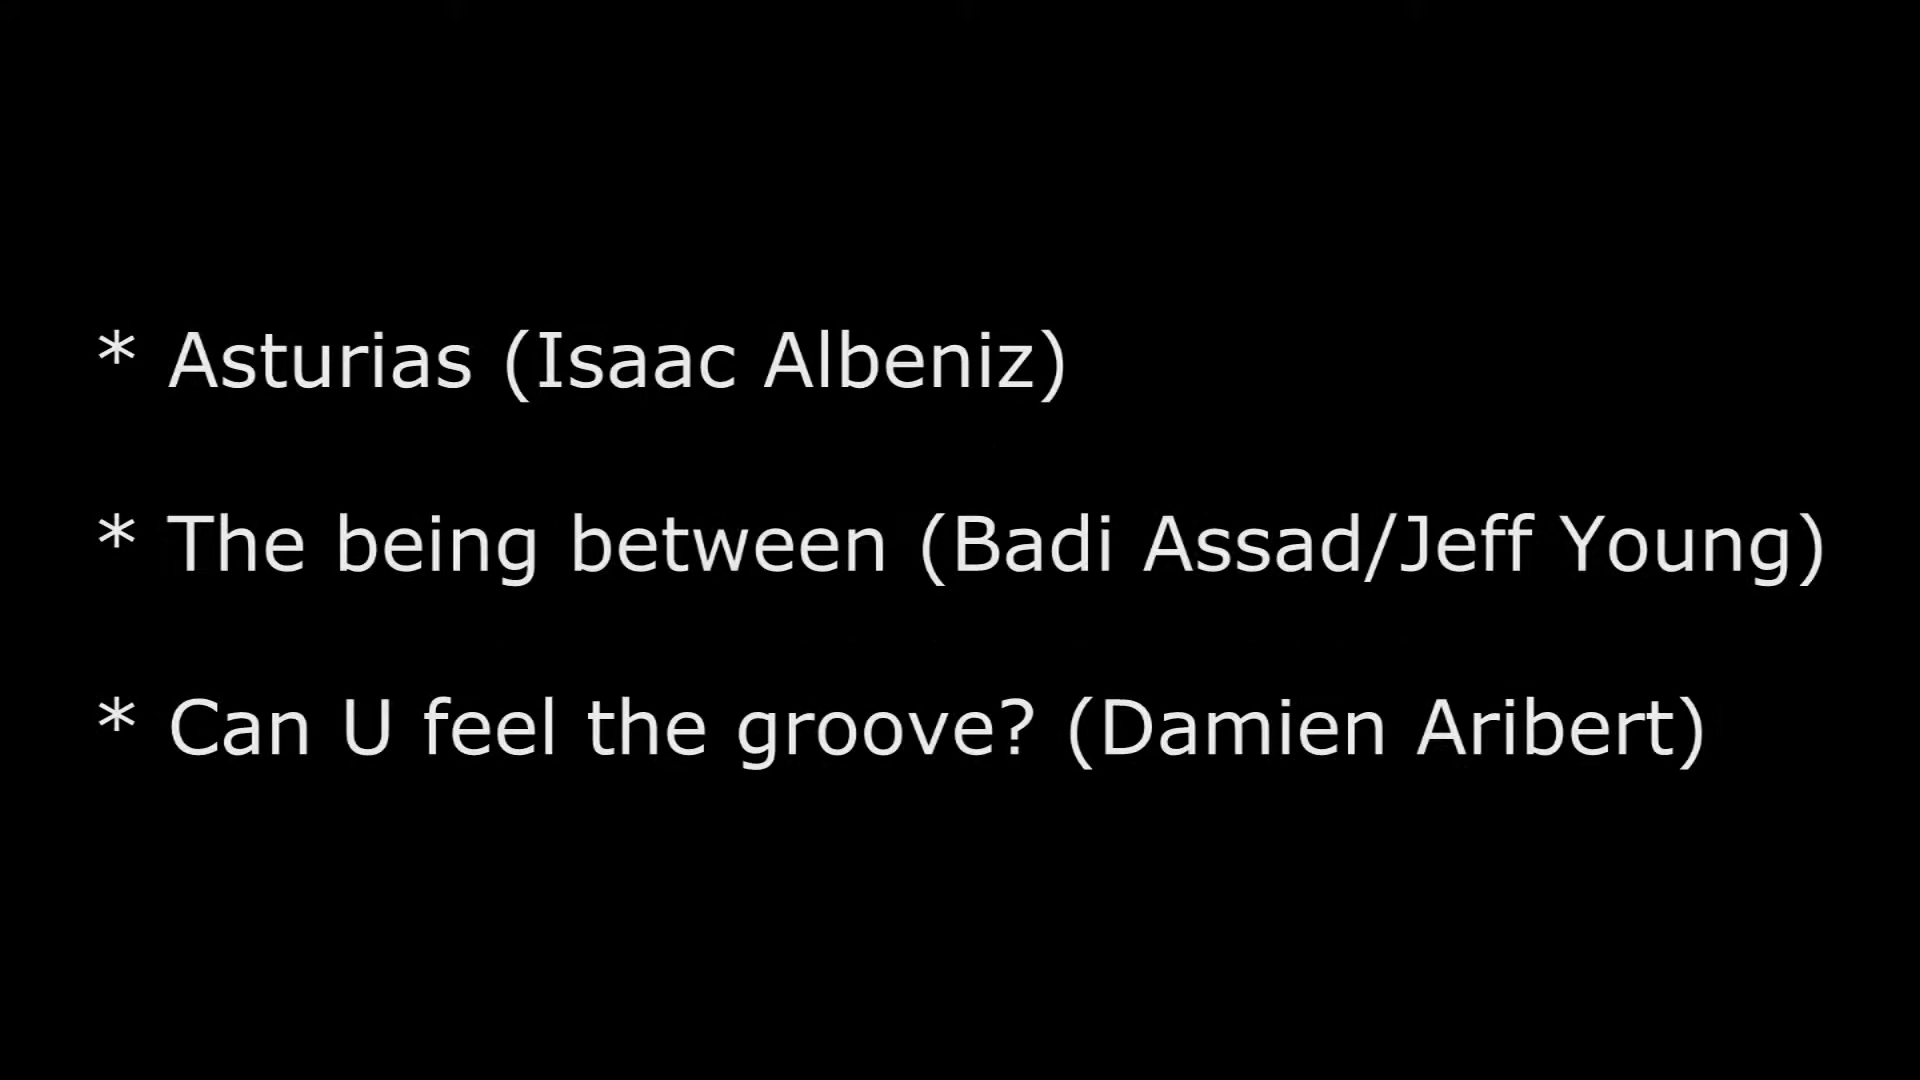 * Asturias (Isaac Albeniz)
* The being between (Badi Assad/Jeff Young)
* Can U feel the groove? (Damien Aribert)